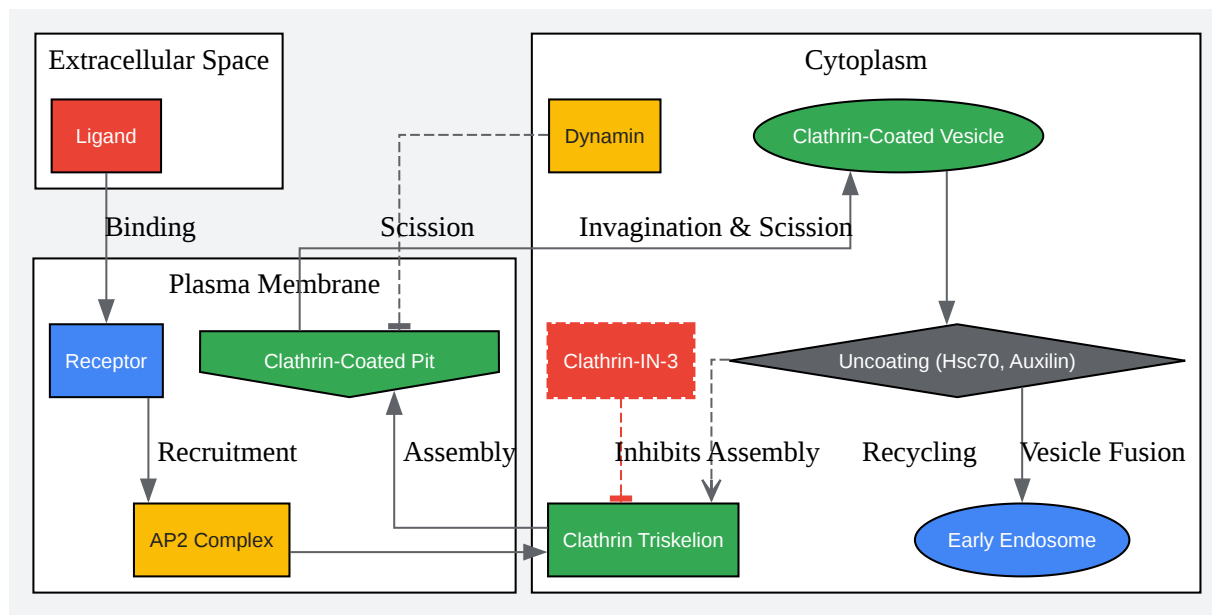 Extracellular Space
Cytoplasm
Ligand
Dynamin
Clathrin-Coated Vesicle
Binding
Scission
Invagination & Scission
Plasma Membrane
Receptor
Clathrin-Coated Pit
Clathrin-IN-3
Uncoating (Hsc70, Auxilin)
Recruitment
Assembly
Inhibits Assembly
Recycling
Vesicle Fusion
AP2 Complex
Clathrin Triskelion
Early Endosome